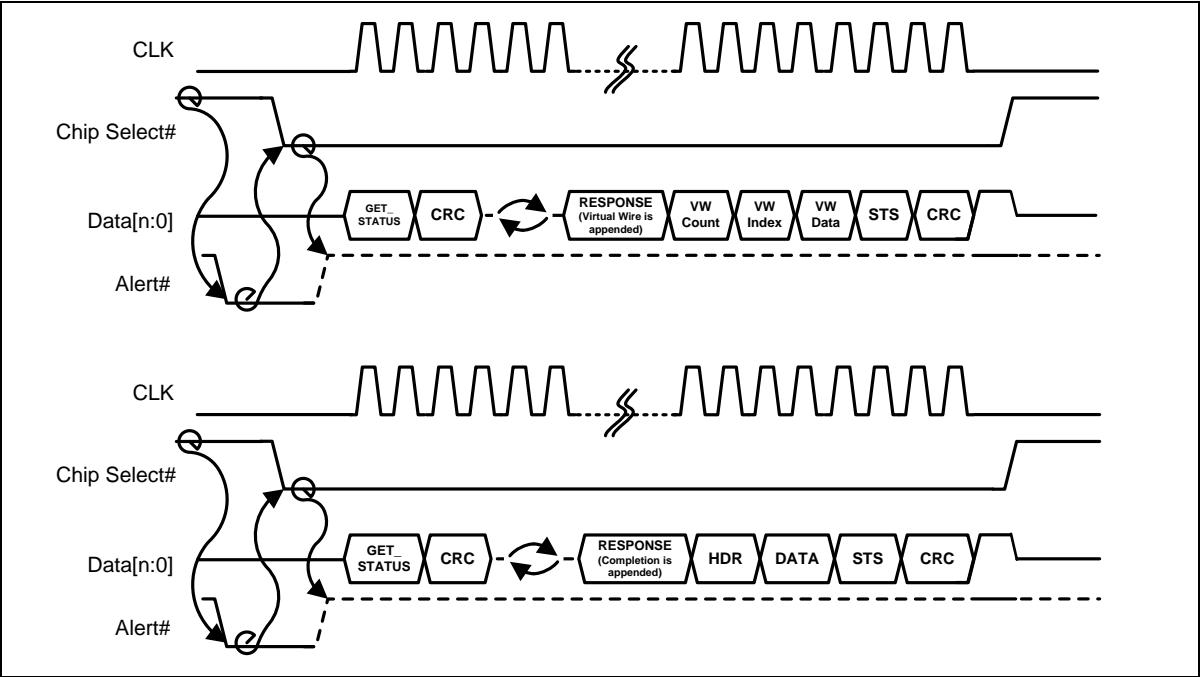 CLK
Chip Select#
Data[n:0]
GET_
STATUS
CRC
RESPONSE
(Virtual Wire is
appended)
VW
Count
VW
Index
VW
Data
STS
CRC
Alert#
CLK
Chip Select#
Data[n:0]
GET_
STATUS
CRC
RESPONSE
(Completion is
appended)
HDR
DATA
STS
CRC
Alert#